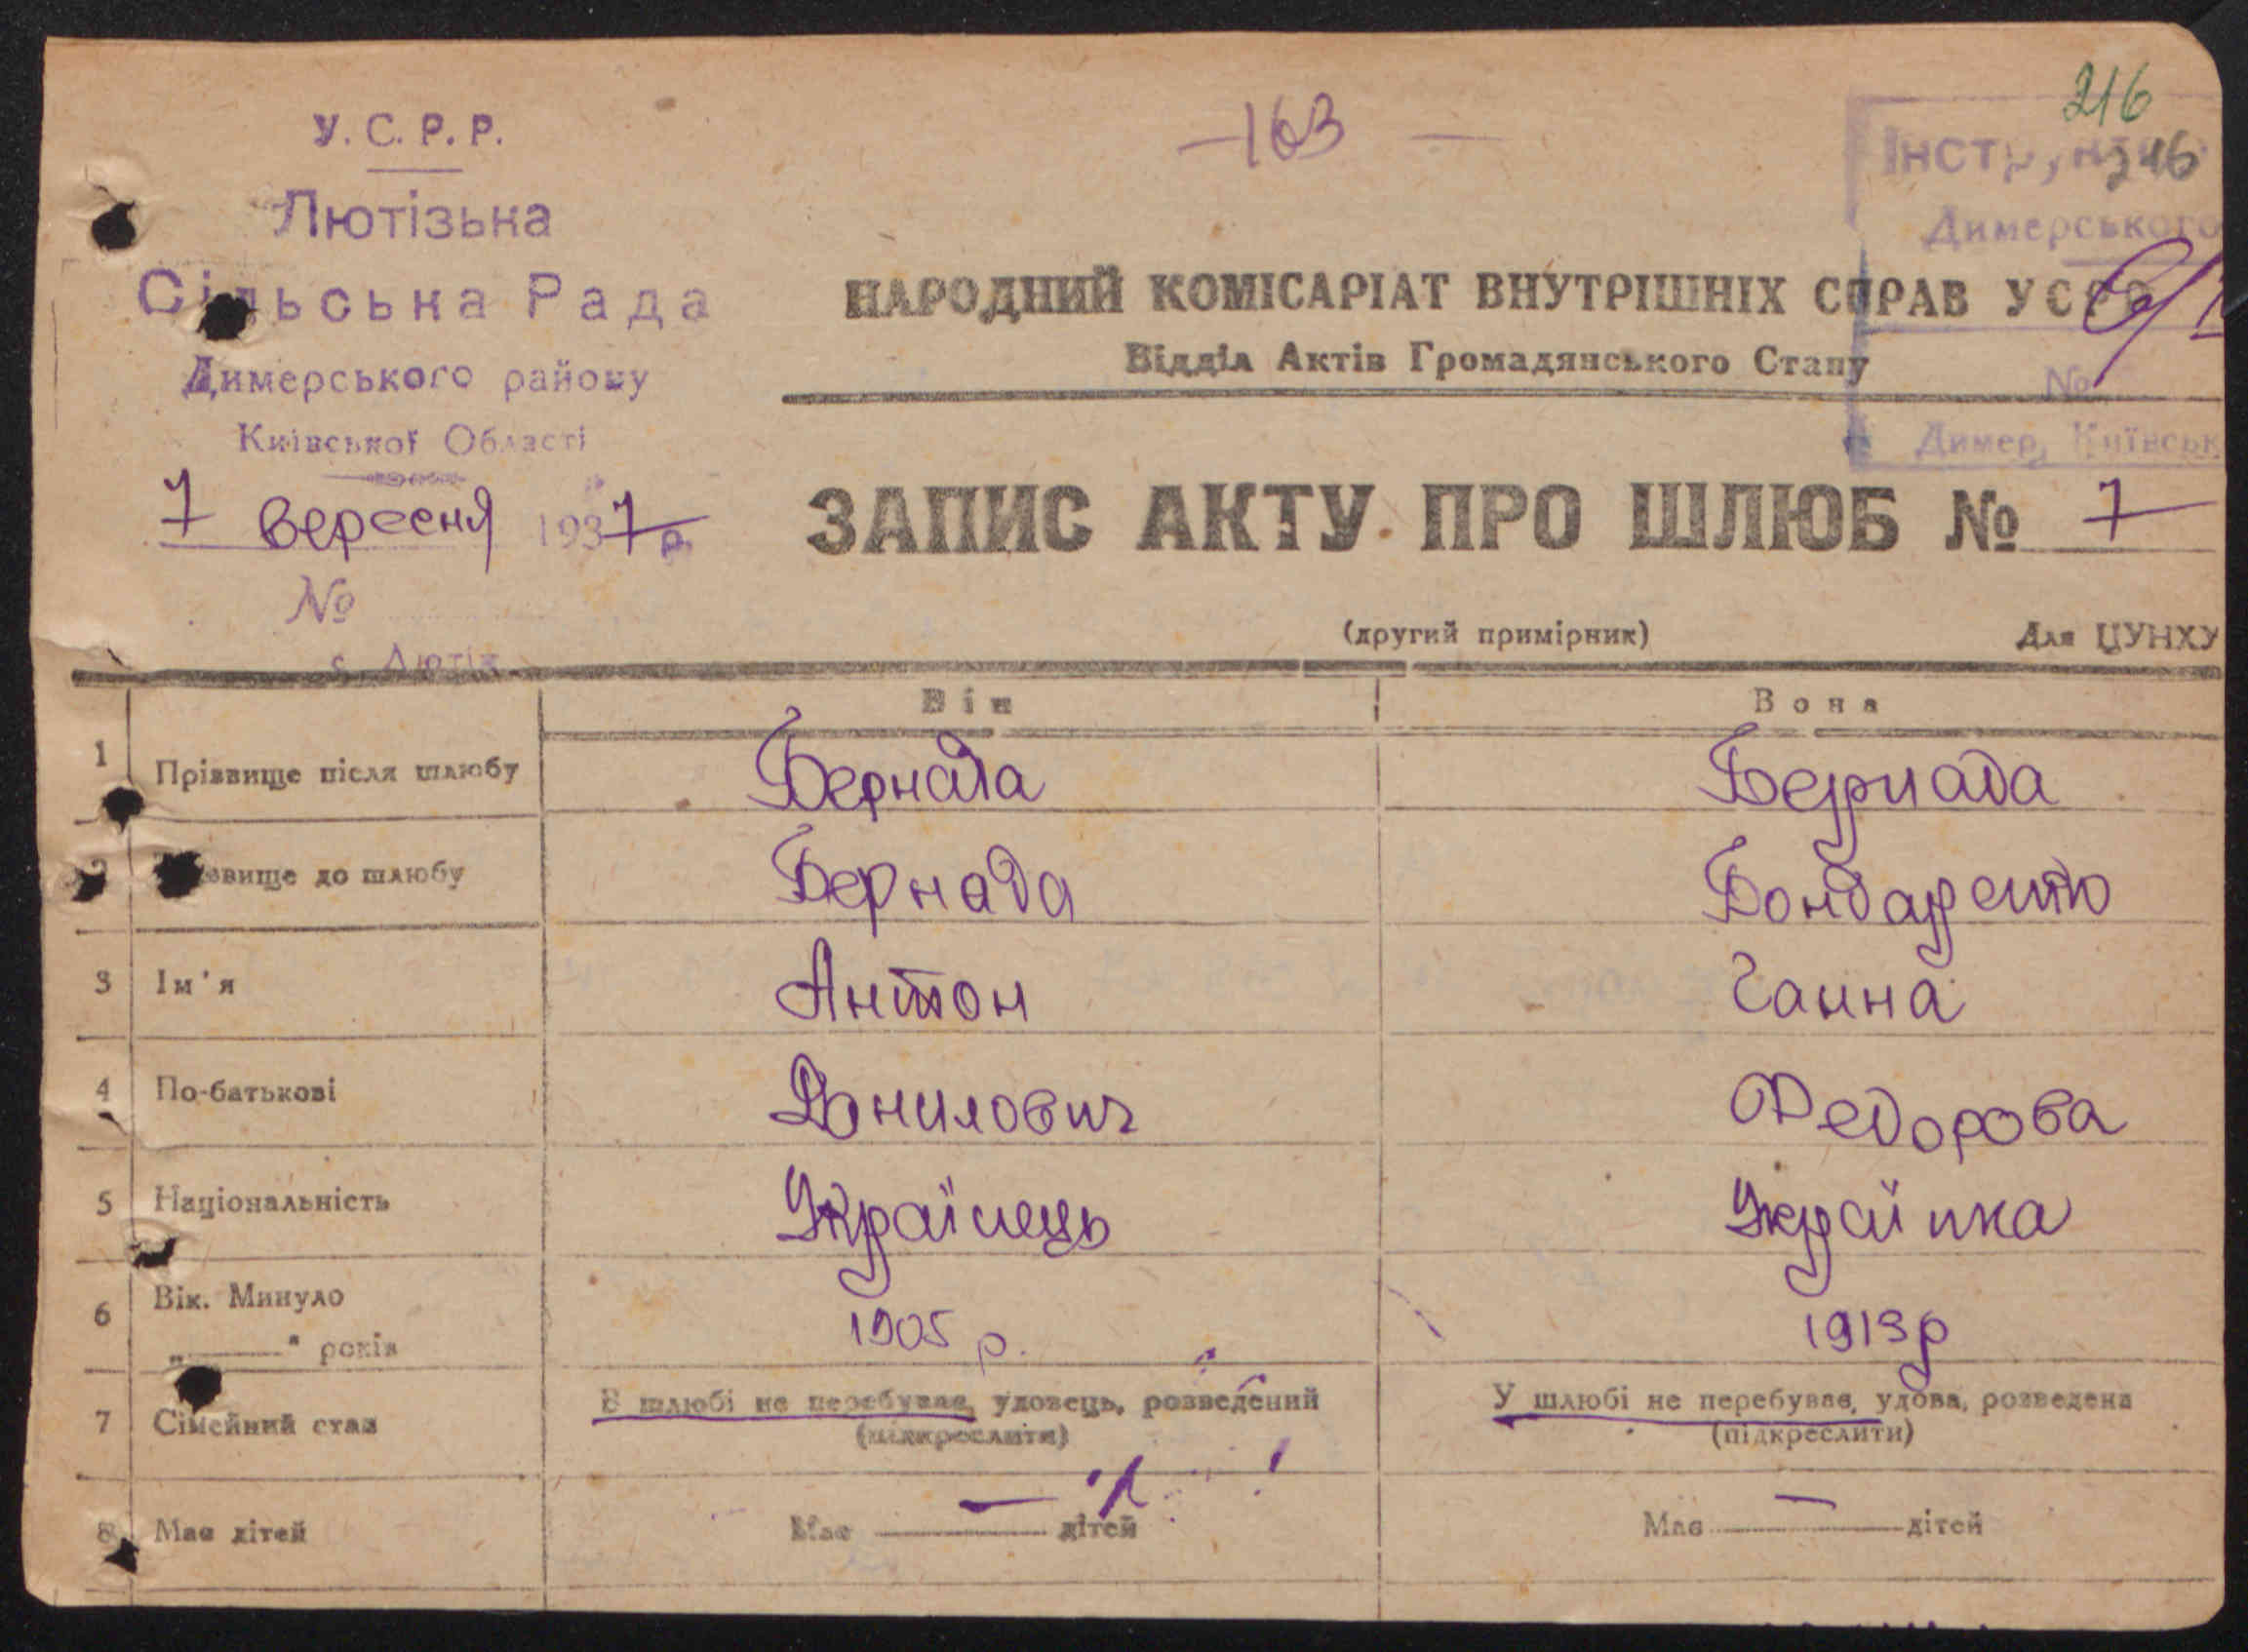 216
У.С.Р.Р.
—163 —
246
Лютізька
Димерського
Сільська Рада
НАРОДНИЙ КОМІСАРІАТ ВНУТРІШНІХ СПРАВ УСРР
Відділ Актів Громадянського Стану
Димерського району
№
Київської Області
Димер, Київськ
7 вересня 1937 р.
ЗАПИС АКТУ ПРО ШЛЮБ № 7
№
(другий примірник) Для ЦУНХУ
с. Лютіж
Він Вона
1 Прізвище після шлюбу Бернада Бернада
2 Прізвище до шлюбу Бернада Бондаренко
3 Ім'я Антон Ганна
4 По-батькові Данилович Федорова
5 Національність Українець Українка
6 Вік. Минуло
„———" років 1905 р. 1913 р
7 Сімейний стан В шлюбі не перебуває, удовець, розведений У шлюбі не перебуває, удова, розведена
(підкреслити) (підкреслити)
8 Має дітей Має — дітей Має — дітей